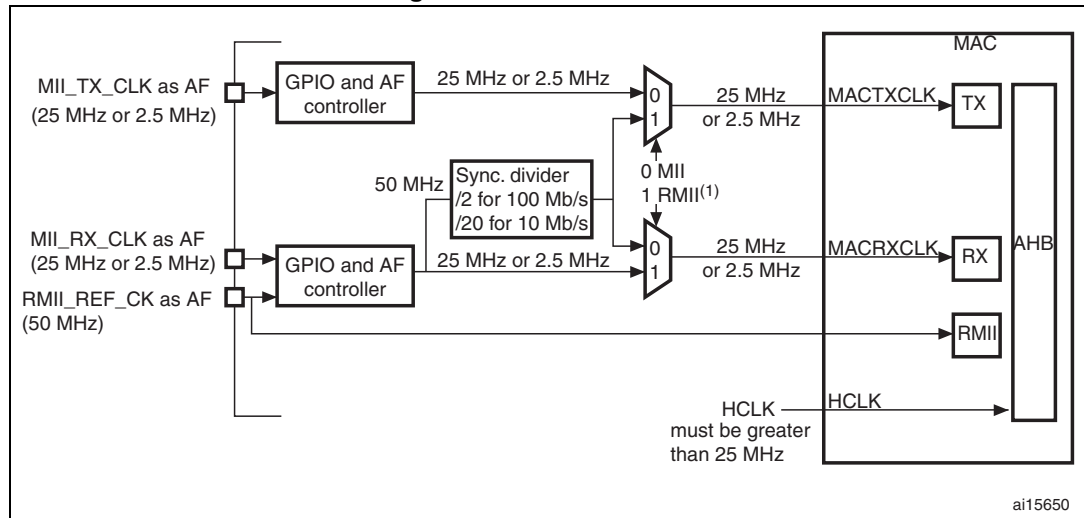 MAC
MII_TX_CLK as AF
(25 MHz or 2.5 MHz)
GPIO and AF
controller
25 MHz or 2.5 MHz
0
1
25 MHz
or 2.5 MHz
MACTXCLK
TX
50 MHz
Sync. divider
/2 for 100 Mb/s
/20 for 10 Mb/s
0 MII
1 RMII(1)
MII_RX_CLK as AF
(25 MHz or 2.5 MHz)
RMII_REF_CK as AF
(50 MHz)
GPIO and AF
controller
25 MHz or 2.5 MHz
0
1
25 MHz
or 2.5 MHz
MACRXCLK
RX
AHB
RMII
HCLK
must be greater
than 25 MHz
HCLK
ai15650